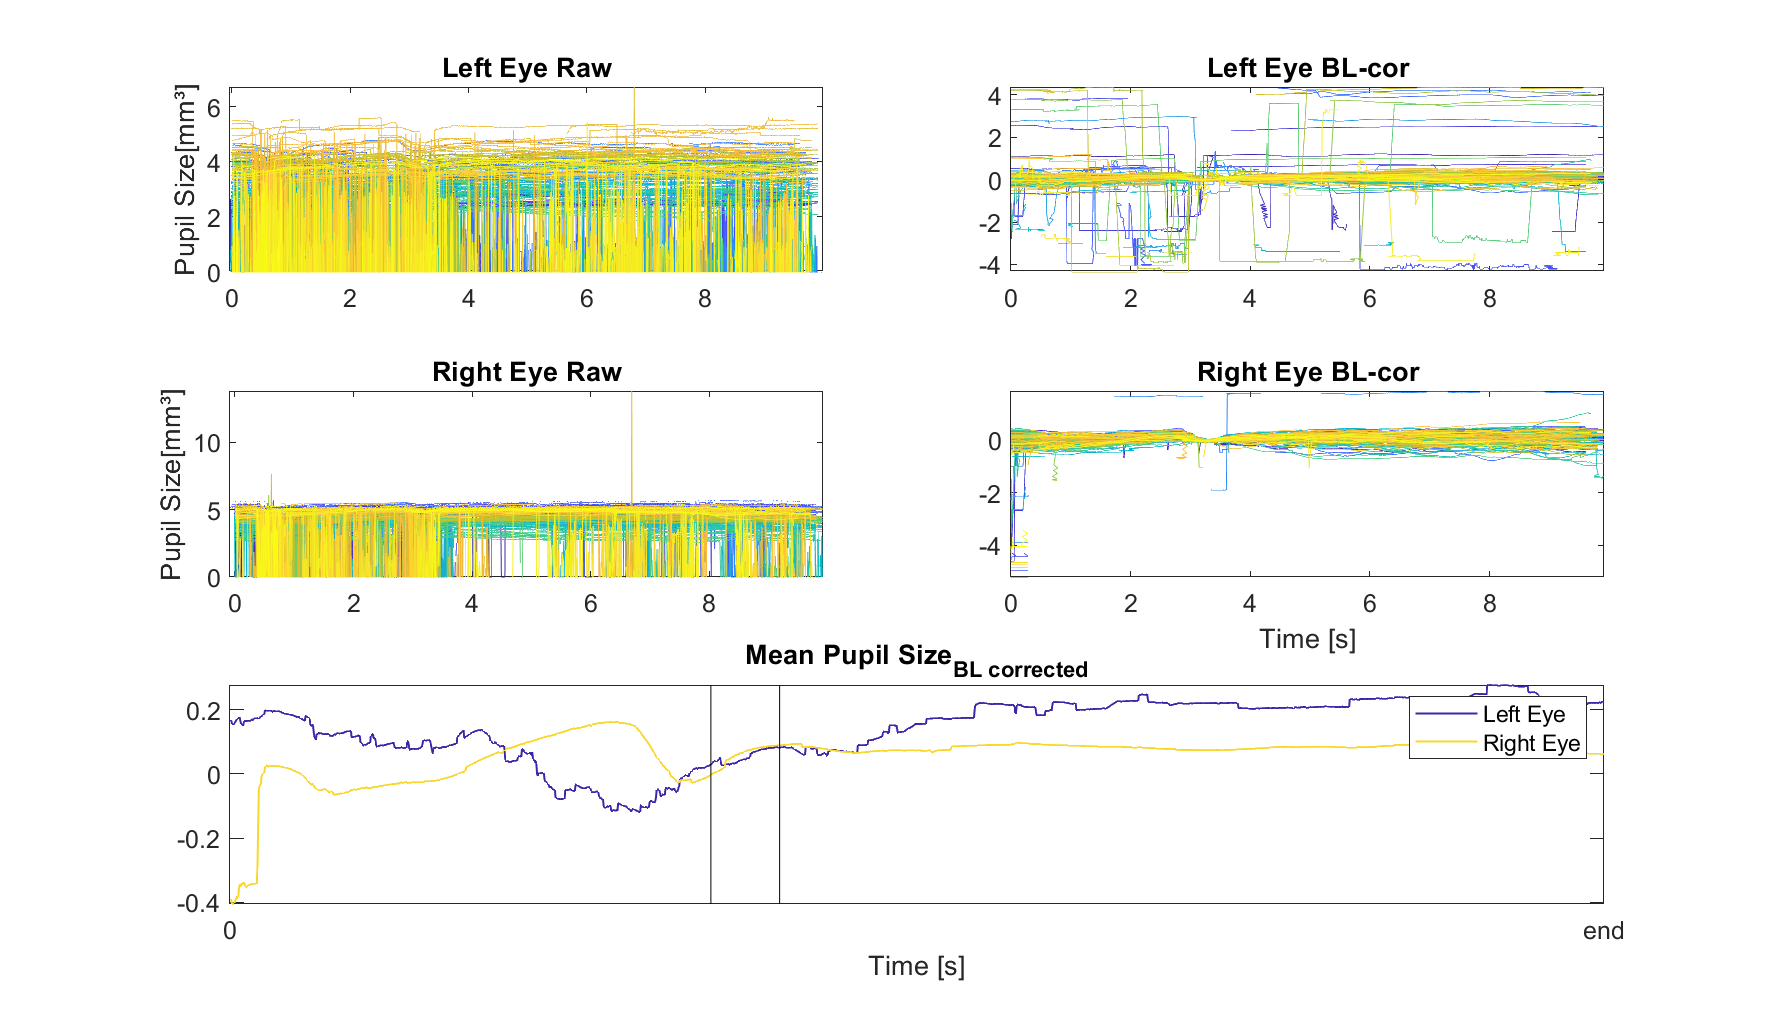 Left Eye Raw
Pupil Size[mm³]
6
4
2
0
0 2 4 6 8
Left Eye BL-cor
4
2
0
-2
-4
0 2 4 6 8
Right Eye Raw
Pupil Size[mm³]
10
5
0
0 2 4 6 8
Right Eye BL-cor
0
-2
-4
0 2 4 6 8
Time [s]
Mean Pupil Size BL corrected
0.2
0
-0.2
-0.4
Left Eye
Right Eye
0 end
Time [s]